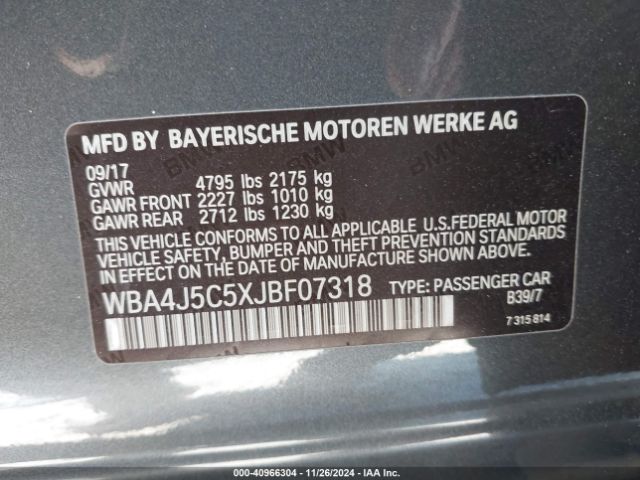 MFD BY BAYERISCHE MOTOREN WERKE AG
09/17
GVWR 4795 lbs 2175 kg
GAWR FRONT 2227 lbs 1010 kg
GAWR REAR 2712 lbs 1230 kg
THIS VEHICLE CONFORMS TO ALL APPLICABLE U.S.FEDERAL MOTOR
VEHICLE SAFETY, BUMPER AND THEFT PREVENTION STANDARDS
IN EFFECT ON THE DATE OF MANUFACTURE SHOWN ABOVE.
WBA4J5C5XJBF07318 TYPE: PASSENGER CAR
B39/7
7 315 814
000-40966304 | 11/26/2024 - IAA Inc.